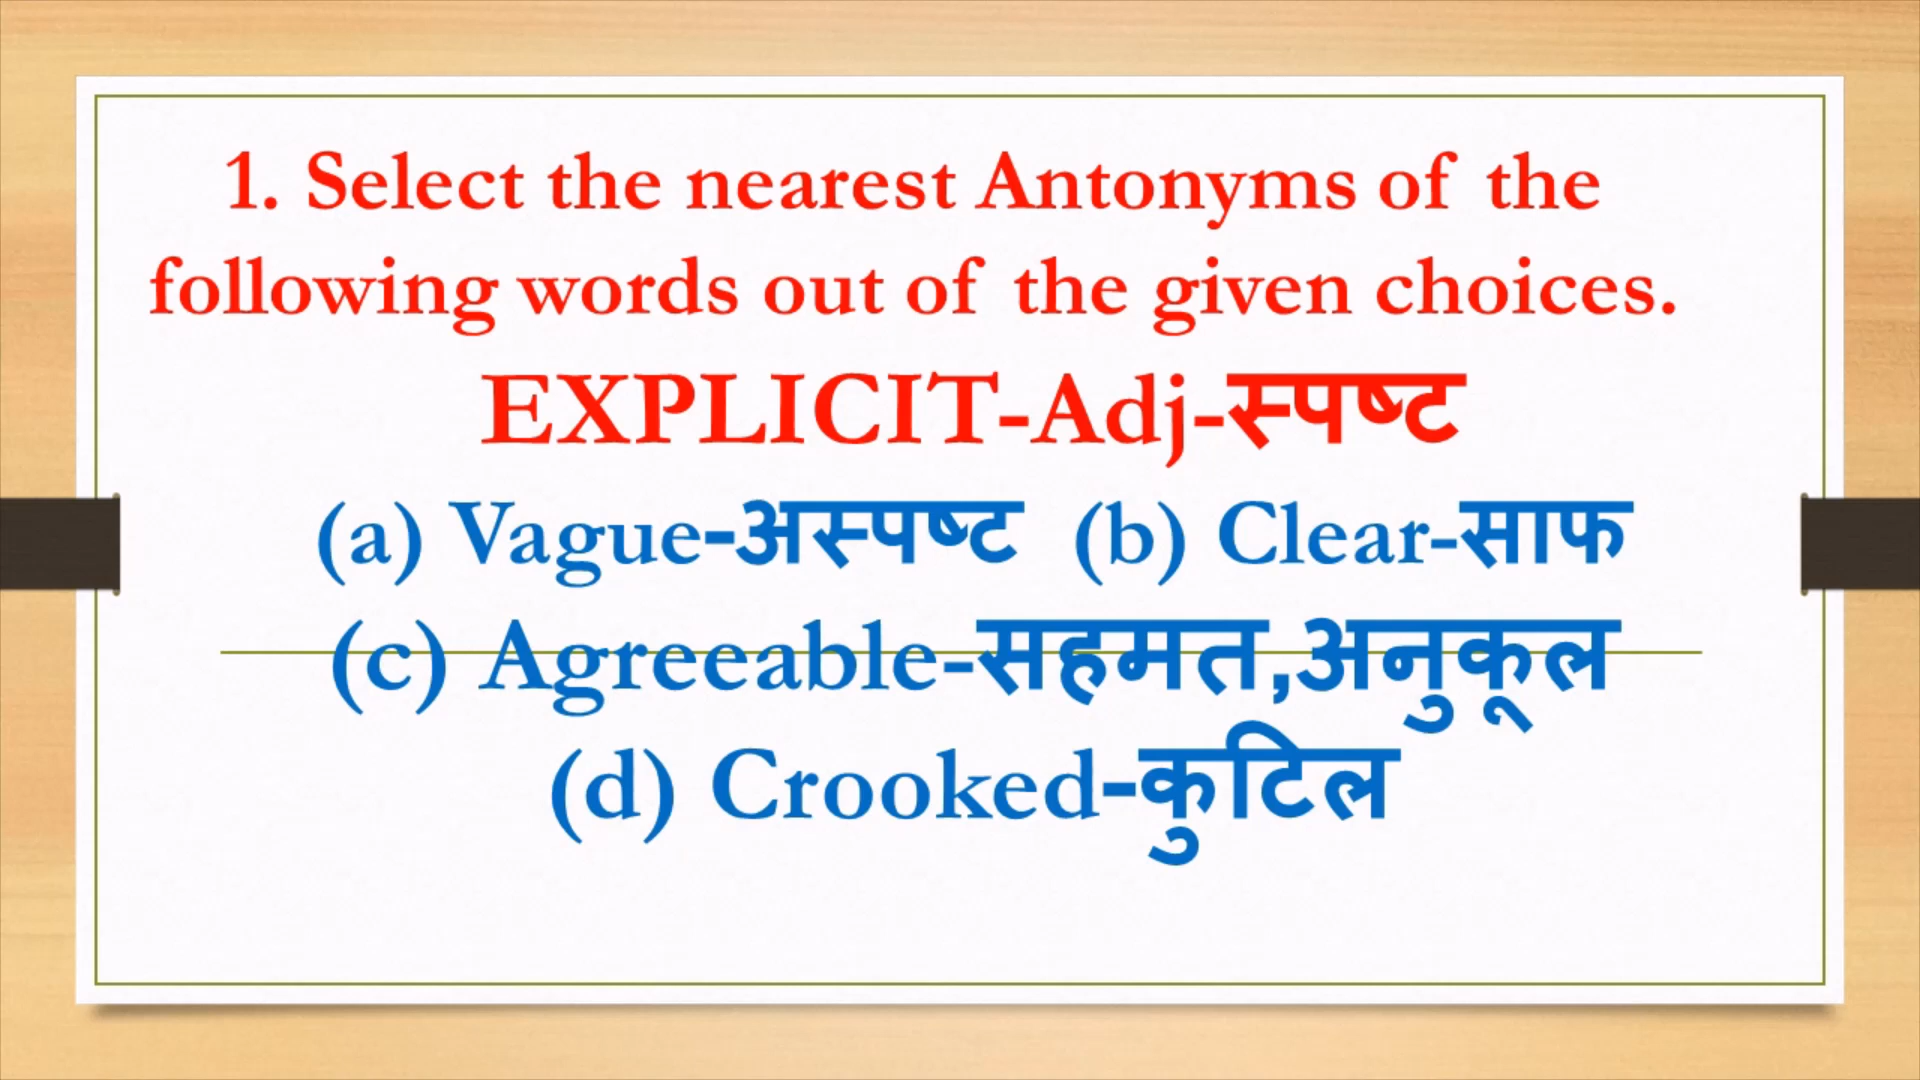 1. Select the nearest Antonyms of the
following words out of the given choices.
EXPLICIT-Adj-स्पष्ट
(a) Vague-अस्पष्ट (b) Clear-साफ
(c) Agreeable-सहमत,अनुकूल
(d) Crooked-कुटिल